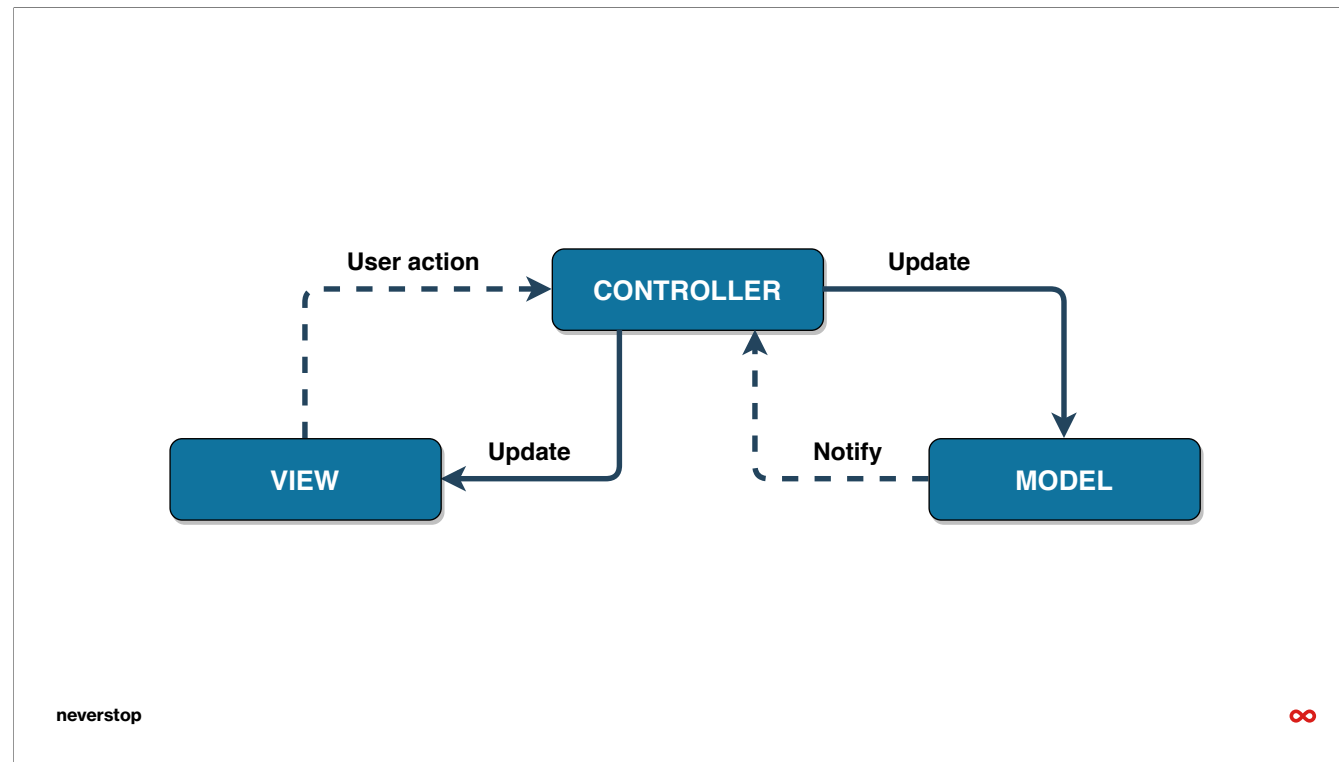 User action
CONTROLLER
Update
VIEW
Update
Notify
MODEL
neverstop